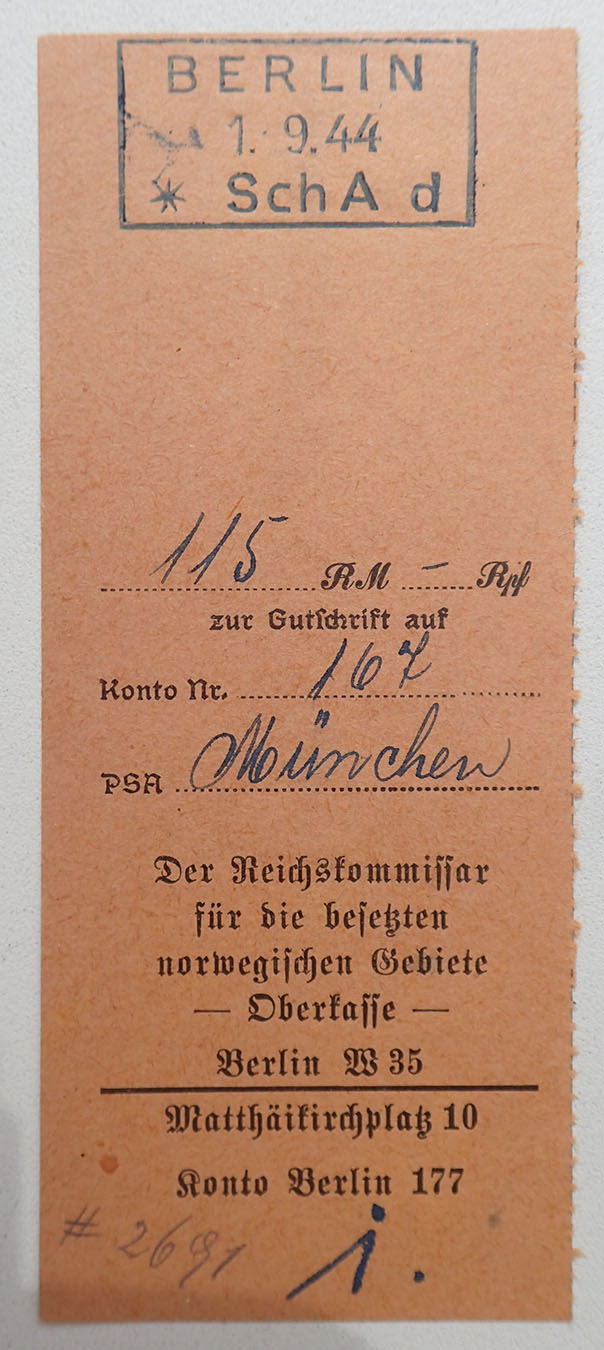 BERLIN
1. 9.44
* SchA d
115 RM - Rpf
zur Gutſchrift auf
Konto Nr. 167
PSA München
Der Reichskommiſſar
für die beſetzten
norwegiſchen Gebiete
— Oberkaſſe —
Berlin W 35
Matthäikirchplatz 10
Konto Berlin 177
# 2691
i.